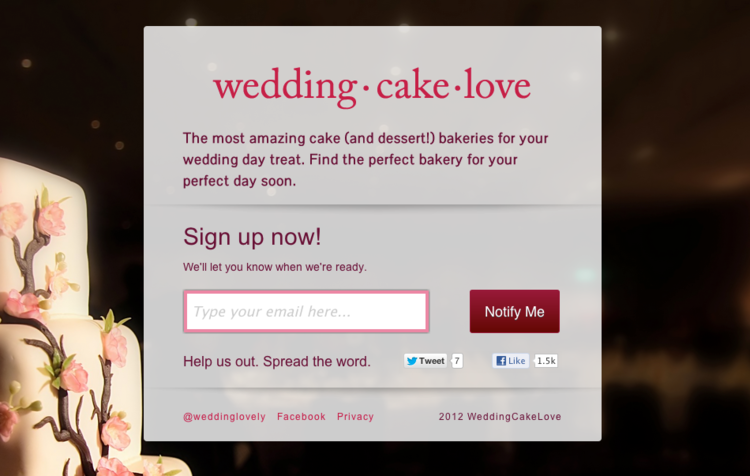 wedding·cake·love
The most amazing cake (and dessert!) bakeries for your
wedding day treat. Find the perfect bakery for your
perfect day soon.
Sign up now!
We'll let you know when we're ready.
Type your email here...
Notify Me
Help us out. Spread the word.
Tweet 7
Like 1.5k
@weddinglovely Facebook Privacy
2012 WeddingCakeLove